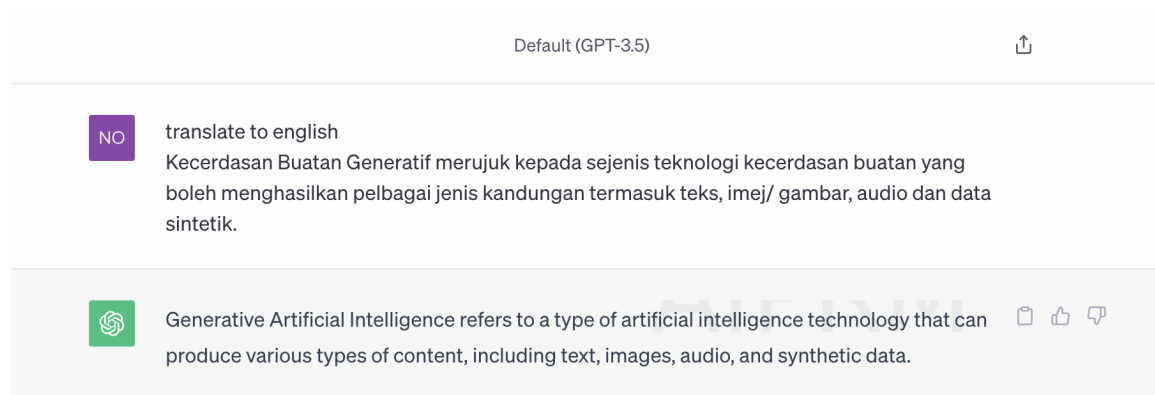 Default (GPT-3.5)
NO
translate to english
Kecerdasan Buatan Generatif merujuk kepada sejenis teknologi kecerdasan buatan yang
boleh menghasilkan pelbagai jenis kandungan termasuk teks, imej/ gambar, audio dan data
sintetik.
Generative Artificial Intelligence refers to a type of artificial intelligence technology that can
produce various types of content, including text, images, audio, and synthetic data.